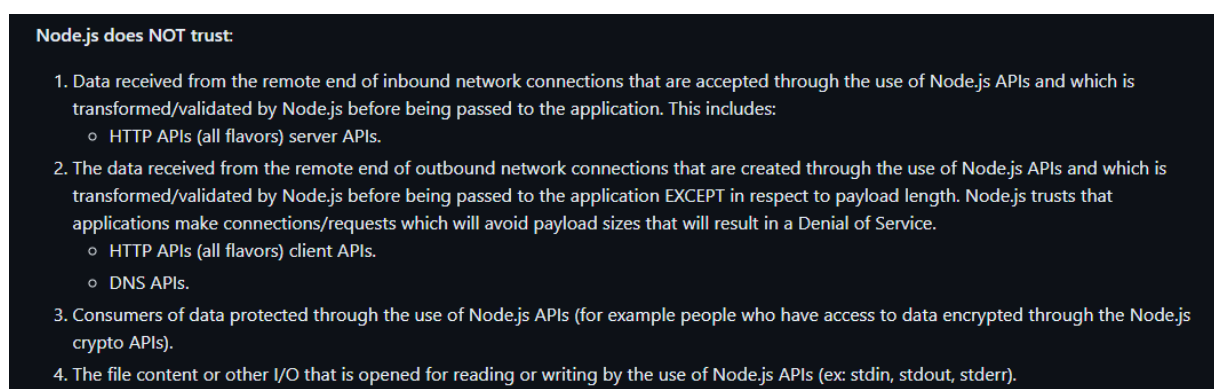 Node.js does NOT trust:
1. Data received from the remote end of inbound network connections that are accepted through the use of Node.js APIs and which is
transformed/validated by Node.js before being passed to the application. This includes:
○ HTTP APIs (all flavors) server APIs.
2. The data received from the remote end of outbound network connections that are created through the use of Node.js APIs and which is
transformed/validated by Node.js before being passed to the application EXCEPT in respect to payload length. Node.js trusts that
applications make connections/requests which will avoid payload sizes that will result in a Denial of Service.
○ HTTP APIs (all flavors) client APIs.
○ DNS APIs.
3. Consumers of data protected through the use of Node.js APIs (for example people who have access to data encrypted through the Node.js
crypto APIs).
4. The file content or other I/O that is opened for reading or writing by the use of Node.js APIs (ex: stdin, stdout, stderr).